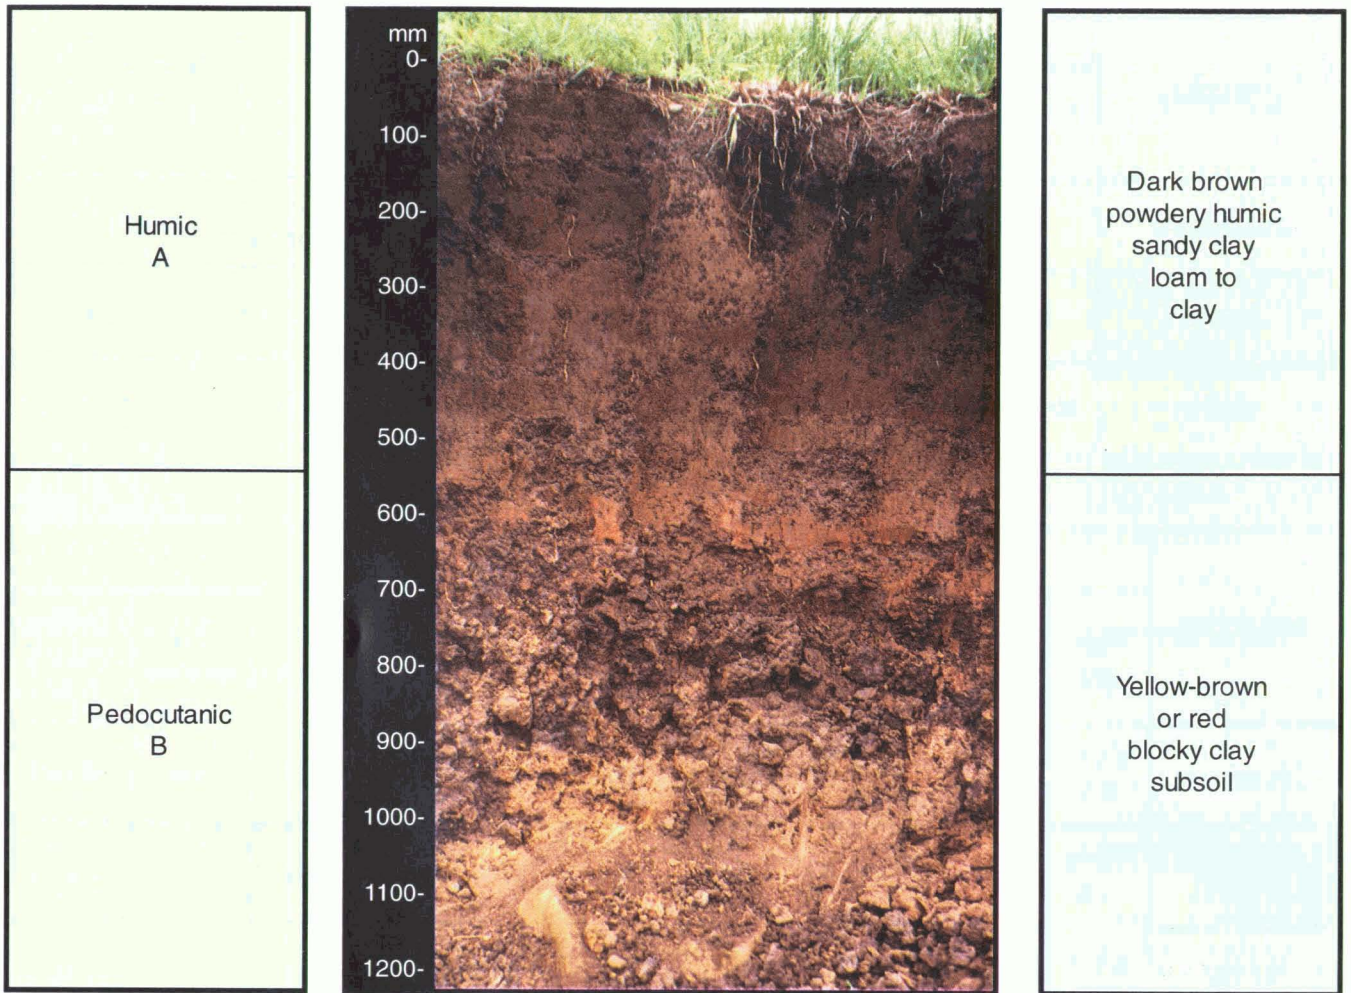 Humic
A
Pedocutanic
B
mm
0-
100-
200-
300-
400-
500-
600-
700-
800-
900-
1000-
1100-
1200-
Dark brown
powdery humic
sandy clay
loam to
clay
Yellow-brown
or red
blocky clay
subsoil